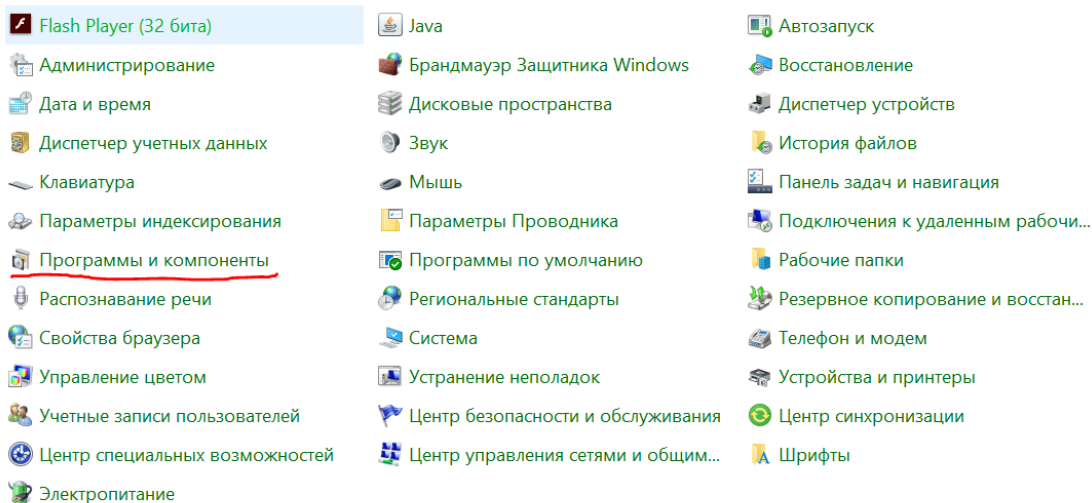 Flash Player (32 бита)
Java
Автозапуск
Администрирование
Брандмауэр Защитника Windows
Восстановление
Дата и время
Дисковые пространства
Диспетчер устройств
Диспетчер учетных данных
Звук
История файлов
Клавиатура
Мышь
Панель задач и навигация
Параметры индексирования
Параметры Проводника
Подключения к удаленным рабочи...
Программы и компоненты
Программы по умолчанию
Рабочие папки
Распознавание речи
Региональные стандарты
Резервное копирование и восстан...
Свойства браузера
Система
Телефон и модем
Управление цветом
Устранение неполадок
Устройства и принтеры
Учетные записи пользователей
Центр безопасности и обслуживания
Центр синхронизации
Центр специальных возможностей
Центр управления сетями и общим...
Шрифты
Электропитание